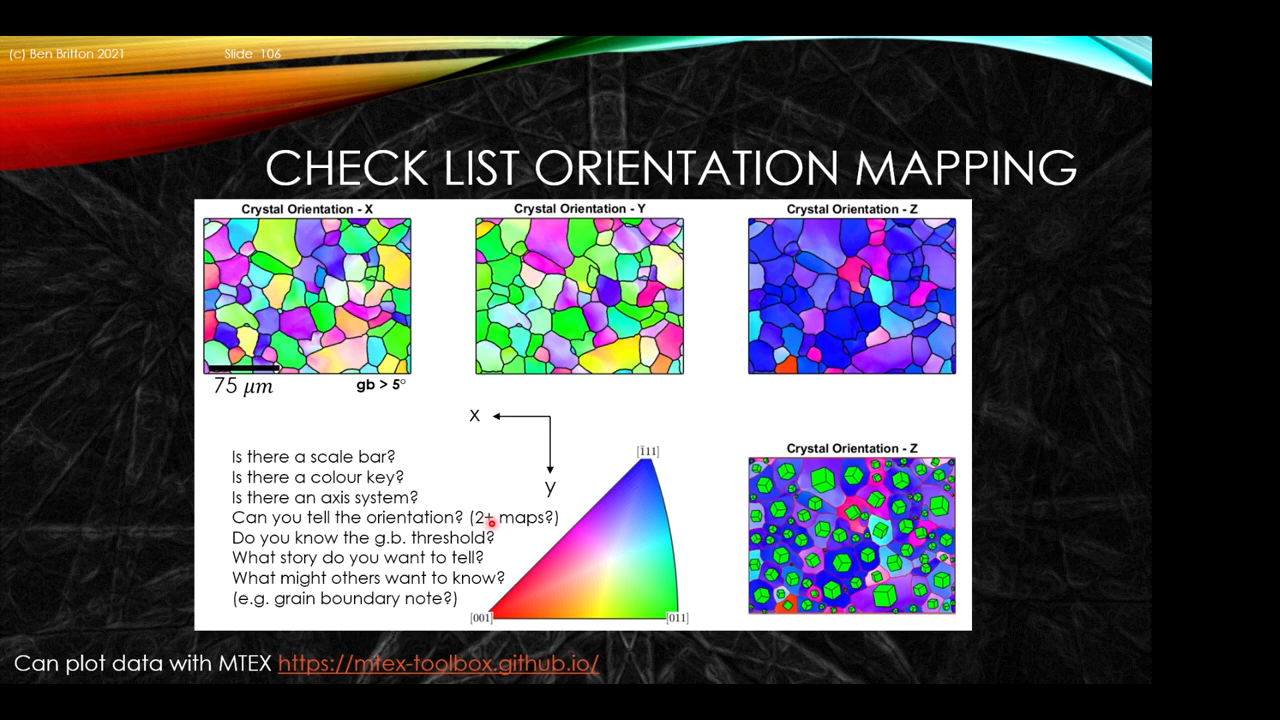 (c) Ben Britton 2021
Slide 106
CHECK LIST ORIENTATION MAPPING
Crystal Orientation - X
Crystal Orientation - Y
Crystal Orientation - Z
75 μm
gb > 5°
X
y
Is there a scale bar?
Is there a colour key?
Is there an axis system?
Can you tell the orientation? (2+ maps?)
Do you know the g.b. threshold?
What story do you want to tell?
What might others want to know?
(e.g. grain boundary note?)
[1̄11]
[001]
[011]
Crystal Orientation - Z
Can plot data with MTEX https://mtex-toolbox.github.io/